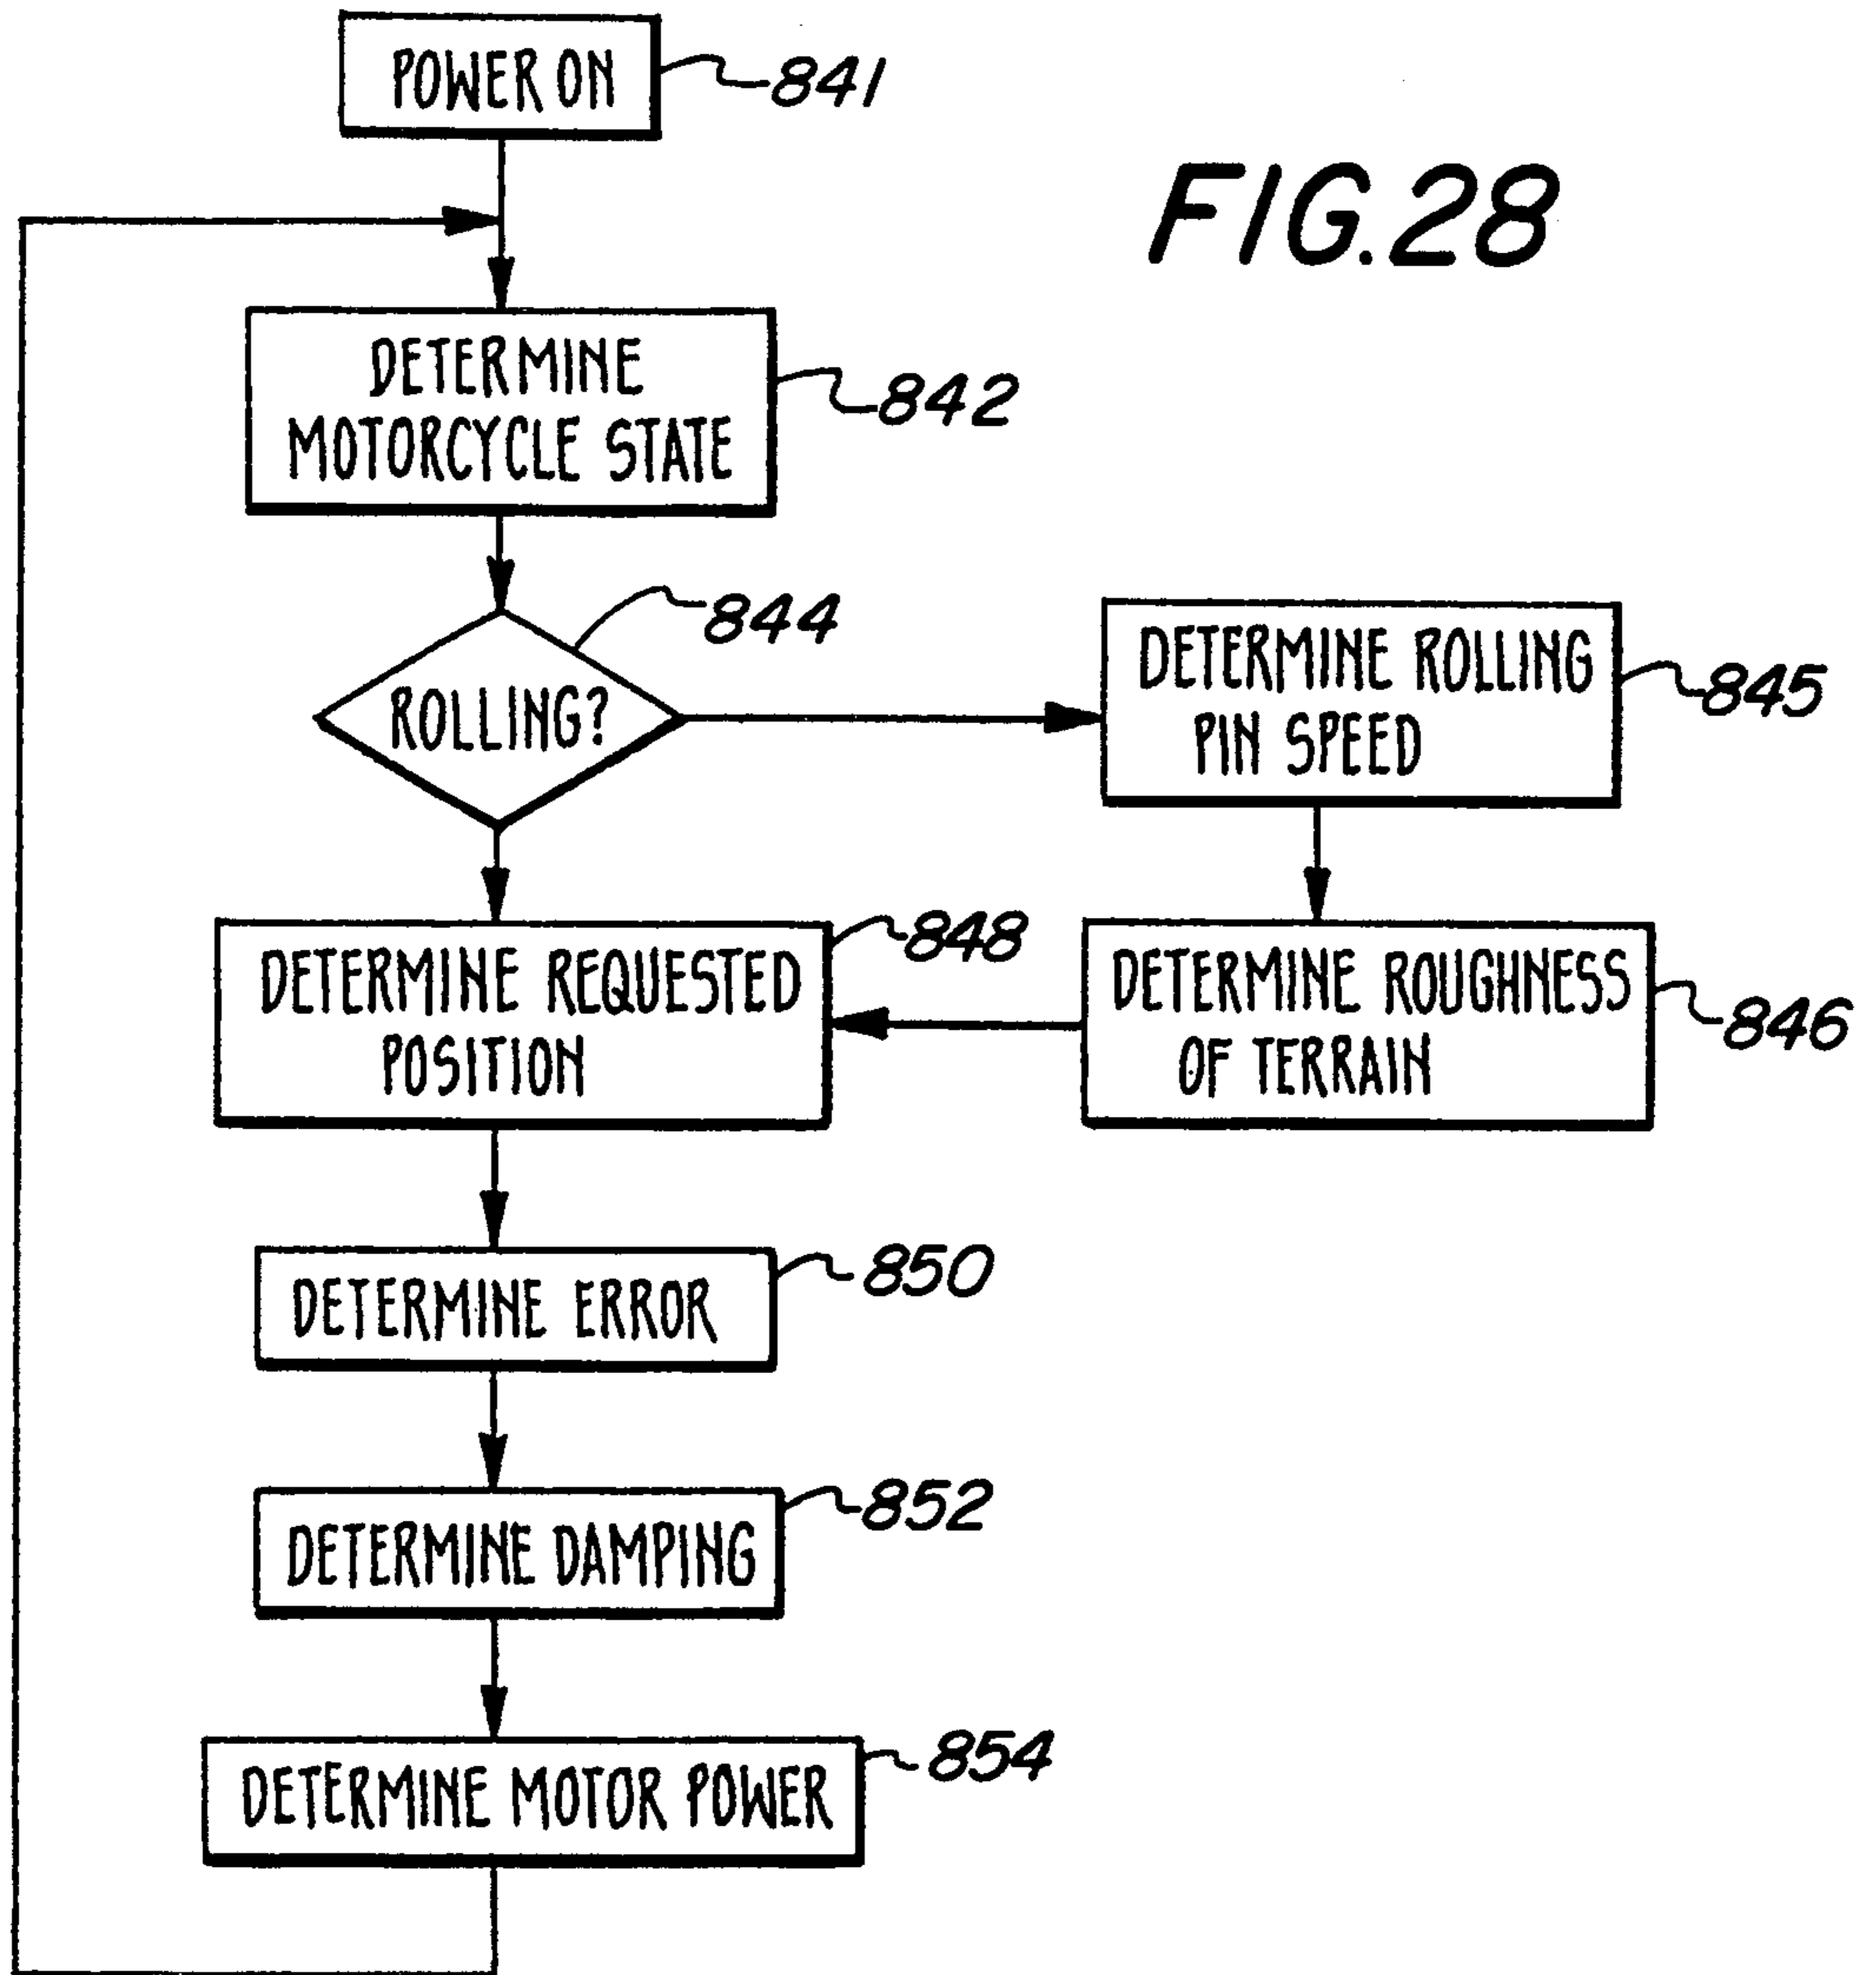 POWER ON
841
FIG.28
DETERMINE
MOTORCYCLE STATE
842
844
ROLLING?
DETERMINE ROLLING
PIN SPEED
845
DETERMINE REQUESTED
POSITION
848
DETERMINE ROUGHNESS
OF TERRAIN
846
DETERMINE ERROR
850
DETERMINE DAMPING
852
DETERMINE MOTOR POWER
854